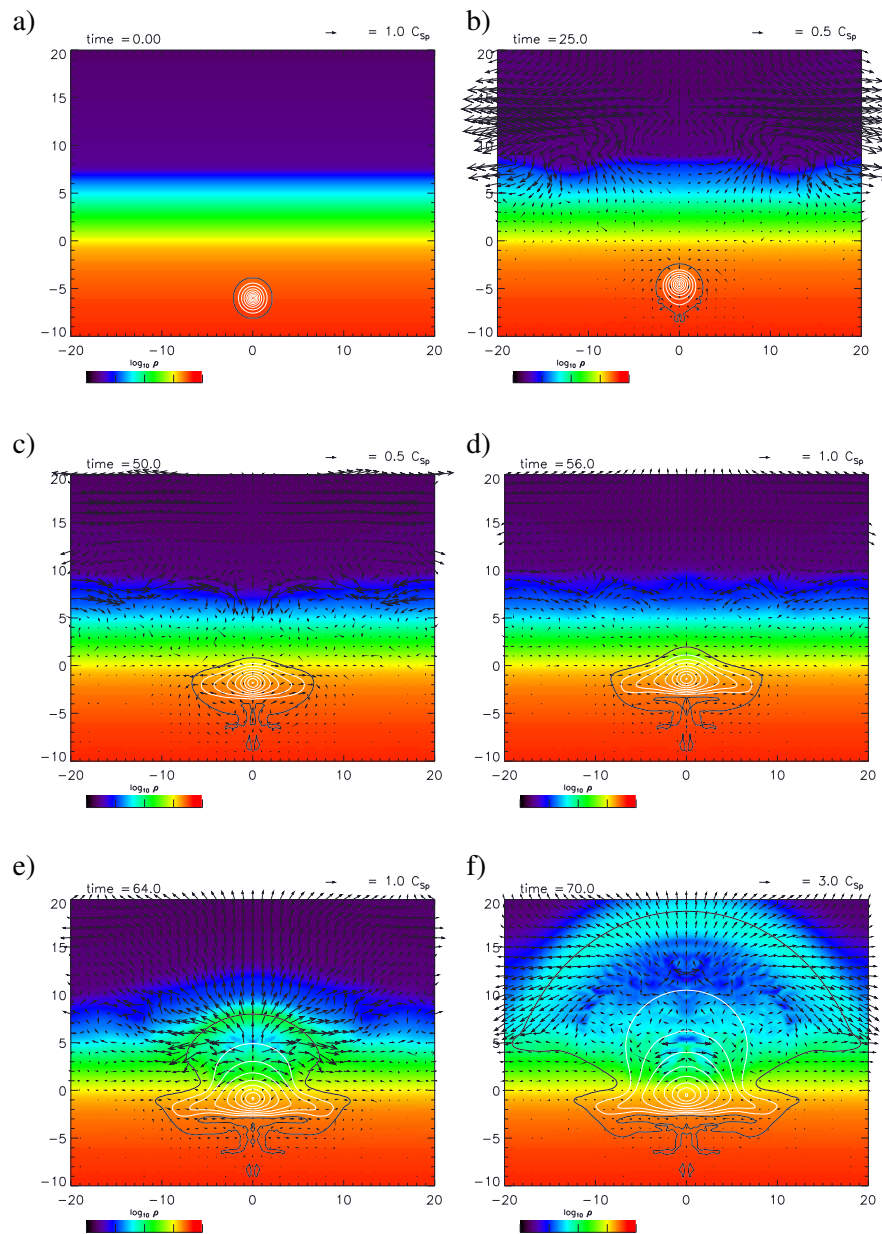 a)
time =0.00 → = 1.0 C_Sp
20
15
10
5
0
−5
−10
−20 −10 0 10 20
log₁₀ ρ
b)
time =25.0 → = 0.5 C_Sp
20
15
10
5
0
−5
−10
−20 −10 0 10 20
log₁₀ ρ
c)
time =50.0 → = 0.5 C_Sp
20
15
10
5
0
−5
−10
−20 −10 0 10 20
log₁₀ ρ
d)
time =56.0 → = 1.0 C_Sp
20
15
10
5
0
−5
−10
−20 −10 0 10 20
log₁₀ ρ
e)
time =64.0 → = 1.0 C_Sp
20
15
10
5
0
−5
−10
−20 −10 0 10 20
log₁₀ ρ
f)
time =70.0 → = 3.0 C_Sp
20
15
10
5
0
−5
−10
−20 −10 0 10 20
log₁₀ ρ